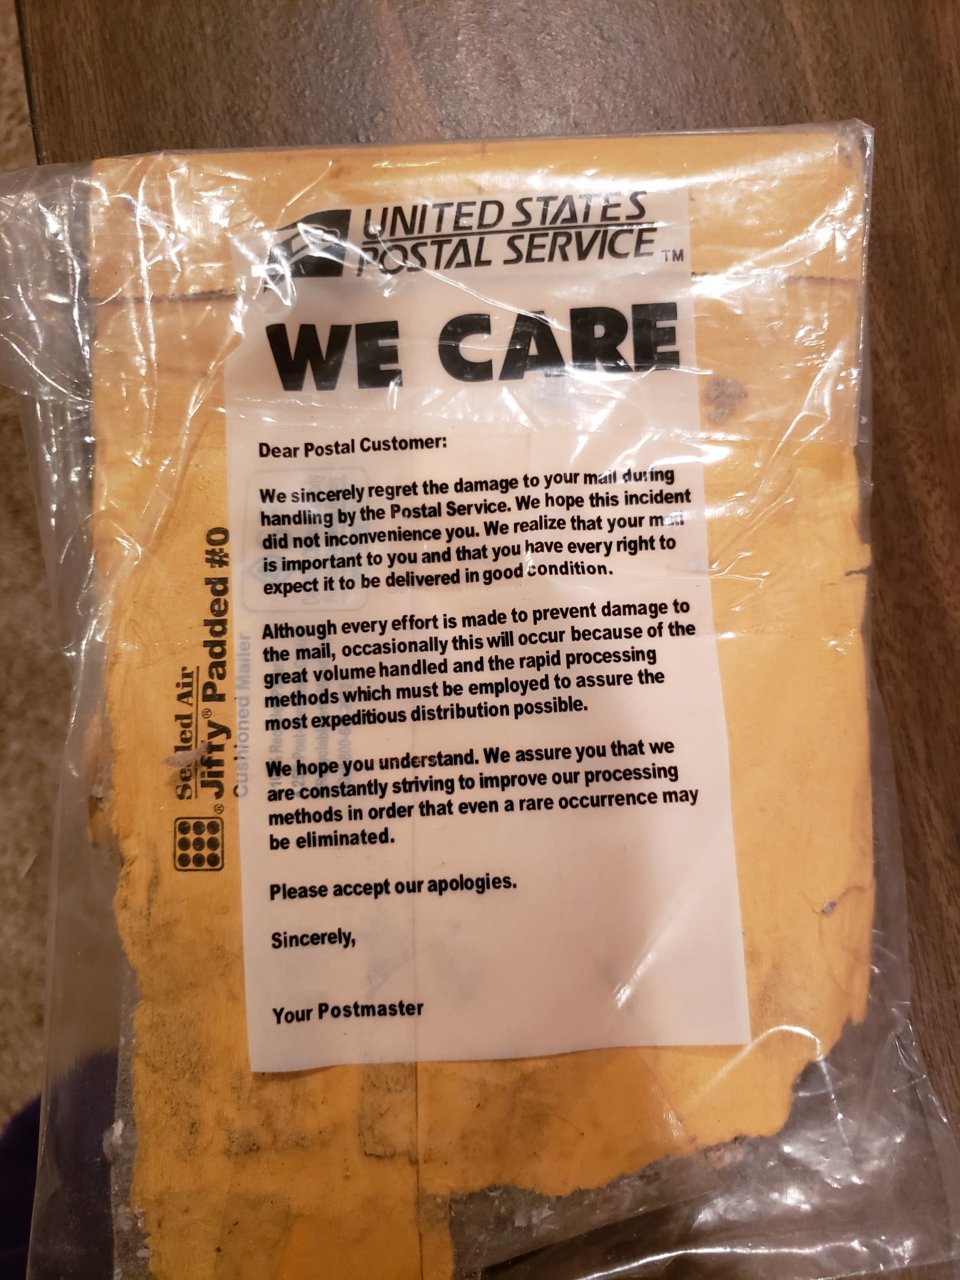 UNITED STATES
POSTAL SERVICE™
WE CARE
Dear Postal Customer:
We sincerely regret the damage to your mail during
handling by the Postal Service. We hope this incident
did not inconvenience you. We realize that your mail
is important to you and that you have every right to
expect it to be delivered in good condition.
Although every effort is made to prevent damage to
the mail, occasionally this will occur because of the
great volume handled and the rapid processing
methods which must be employed to assure the
most expeditious distribution possible.
We hope you understand. We assure you that we
are constantly striving to improve our processing
methods in order that even a rare occurrence may
be eliminated.
Please accept our apologies.
Sincerely,
Your Postmaster
Sealed Air
® Jiffy® Padded #0
Cushioned Mailer